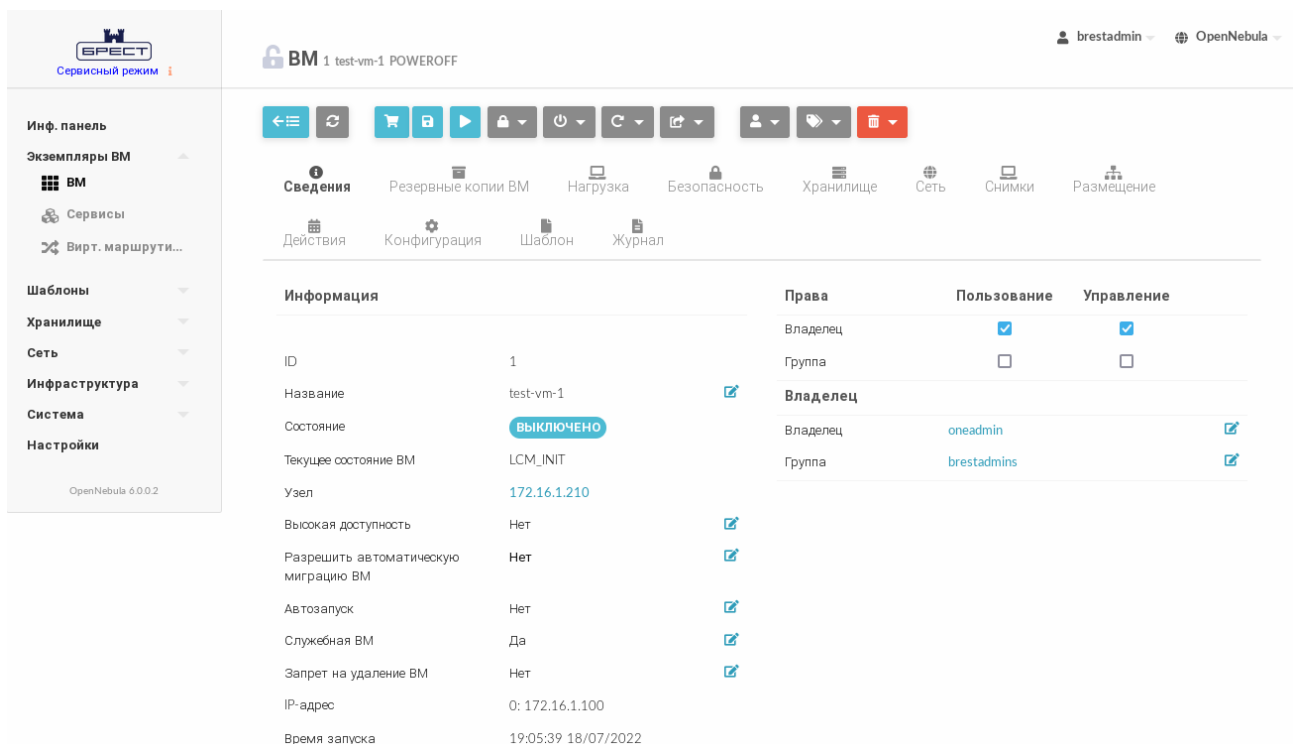 БРЕСТ
Сервисный режим
brestadmin
OpenNebula
ВМ 1 test-vm-1 POWEROFF
Инф. панель
Экземпляры ВМ
ВМ
Сервисы
Вирт. маршрути...
Шаблоны
Хранилище
Сеть
Инфраструктура
Система
Настройки
OpenNebula 6.0.0.2
Сведения Резервные копии ВМ Нагрузка Безопасность Хранилище Сеть Снимки Размещение
Действия Конфигурация Шаблон Журнал
Информация
ID 1
Название test-vm-1
Состояние ВЫКЛЮЧЕНО
Текущее состояние ВМ LCM_INIT
Узел 172.16.1.210
Высокая доступность Нет
Разрешить автоматическую Нет
миграцию ВМ
Автозапуск Нет
Служебная ВМ Да
Запрет на удаление ВМ Нет
IP-адрес 0: 172.16.1.100
Время запуска 19:05:39 18/07/2022
Права Пользование Управление
Владелец
Группа
Владелец
Владелец oneadmin
Группа brestadmins